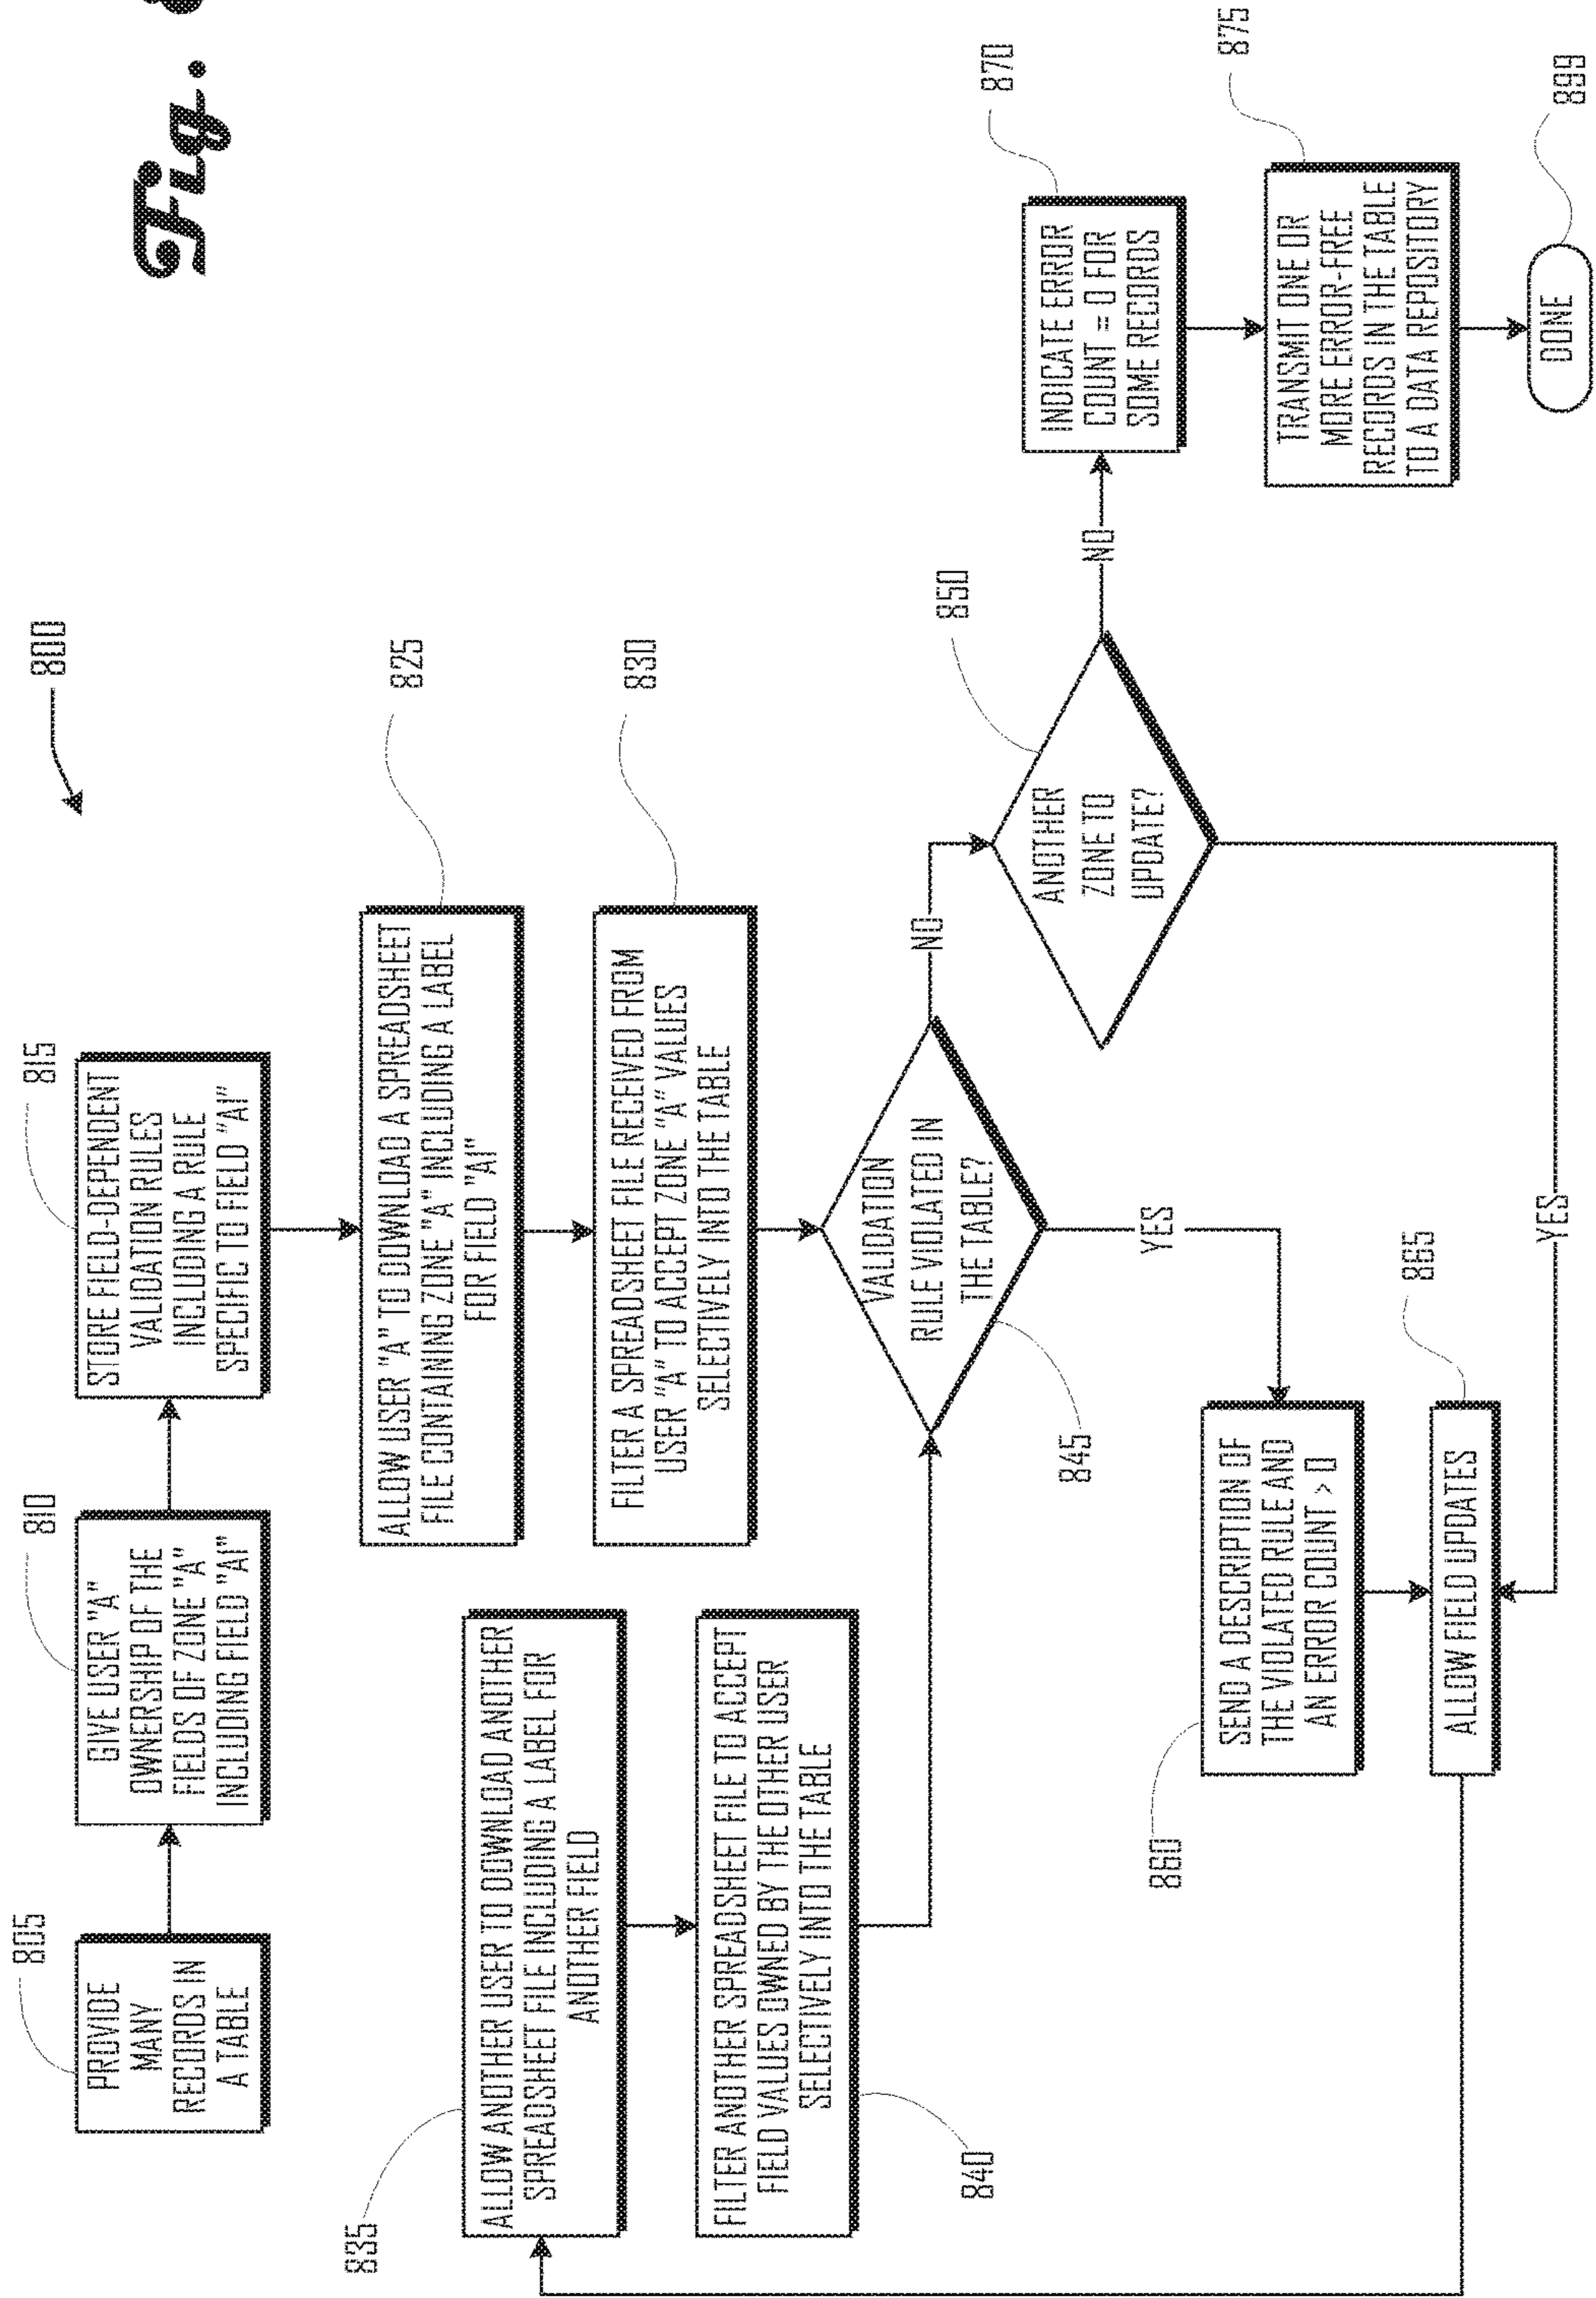 Fig.
800
805
PROVIDE
MANY
RECORDS IN
A TABLE
810
GIVE USER "A"
OWNERSHIP OF THE
FIELDS OF ZONE "A"
INCLUDING FIELD "A1"
815
STORE FIELD-DEPENDENT
VALIDATION RULES
INCLUDING A RULE
SPECIFIC TO FIELD "A1"
825
ALLOW USER "A" TO DOWNLOAD A SPREADSHEET
FILE CONTAINING ZONE "A" INCLUDING A LABEL
FOR FIELD "A1"
830
FILTER A SPREADSHEET FILE RECEIVED FROM
USER "A" TO ACCEPT ZONE "A" VALUES
SELECTIVELY INTO THE TABLE
835
ALLOW ANOTHER USER TO DOWNLOAD ANOTHER
SPREADSHEET FILE INCLUDING A LABEL FOR
ANOTHER FIELD
840
FILTER ANOTHER SPREADSHEET FILE TO ACCEPT
FIELD VALUES OWNED BY THE OTHER USER
SELECTIVELY INTO THE TABLE
845
VALIDATION
RULE VIOLATED IN
THE TABLE?
NO
YES
850
ANOTHER
ZONE TO
UPDATE?
NO
YES
860
SEND A DESCRIPTION OF
THE VIOLATED RULE AND
AN ERROR COUNT > 0
865
ALLOW FIELD UPDATES
870
INDICATE ERROR
COUNT = 0 FOR
SOME RECORDS
875
TRANSMIT ONE OR
MORE ERROR-FREE
RECORDS IN THE TABLE
TO A DATA REPOSITORY
DONE
899